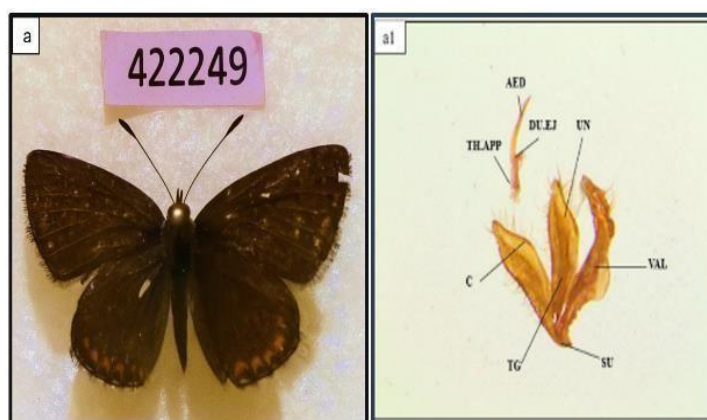 a
422249
a1
AED
DU.EJ
UN
TH.APP
C
VAL
TG
SU